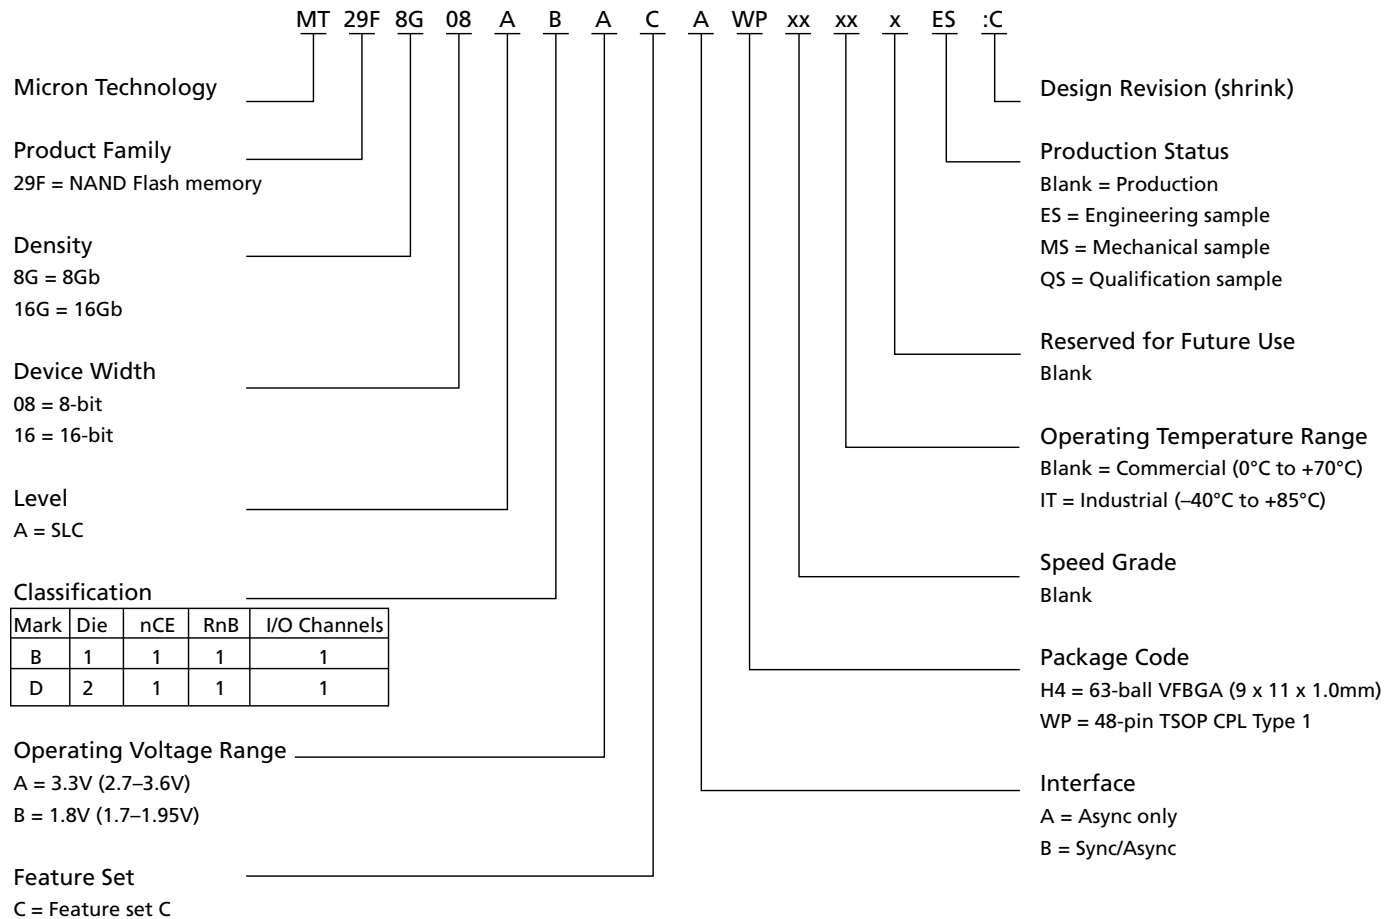 MT 29F 8G 08 A B A C A WP xx xx x ES :C
Micron Technology
Product Family
29F = NAND Flash memory
Density
8G = 8Gb
16G = 16Gb
Device Width
08 = 8-bit
16 = 16-bit
Level
A = SLC
Classification
Mark Die nCE RnB I/O Channels
B 1 1 1 1
D 2 1 1 1
Operating Voltage Range
A = 3.3V (2.7–3.6V)
B = 1.8V (1.7–1.95V)
Feature Set
C = Feature set C
Design Revision (shrink)
Production Status
Blank = Production
ES = Engineering sample
MS = Mechanical sample
QS = Qualification sample
Reserved for Future Use
Blank
Operating Temperature Range
Blank = Commercial (0°C to +70°C)
IT = Industrial (–40°C to +85°C)
Speed Grade
Blank
Package Code
H4 = 63-ball VFBGA (9 x 11 x 1.0mm)
WP = 48-pin TSOP CPL Type 1
Interface
A = Async only
B = Sync/Async